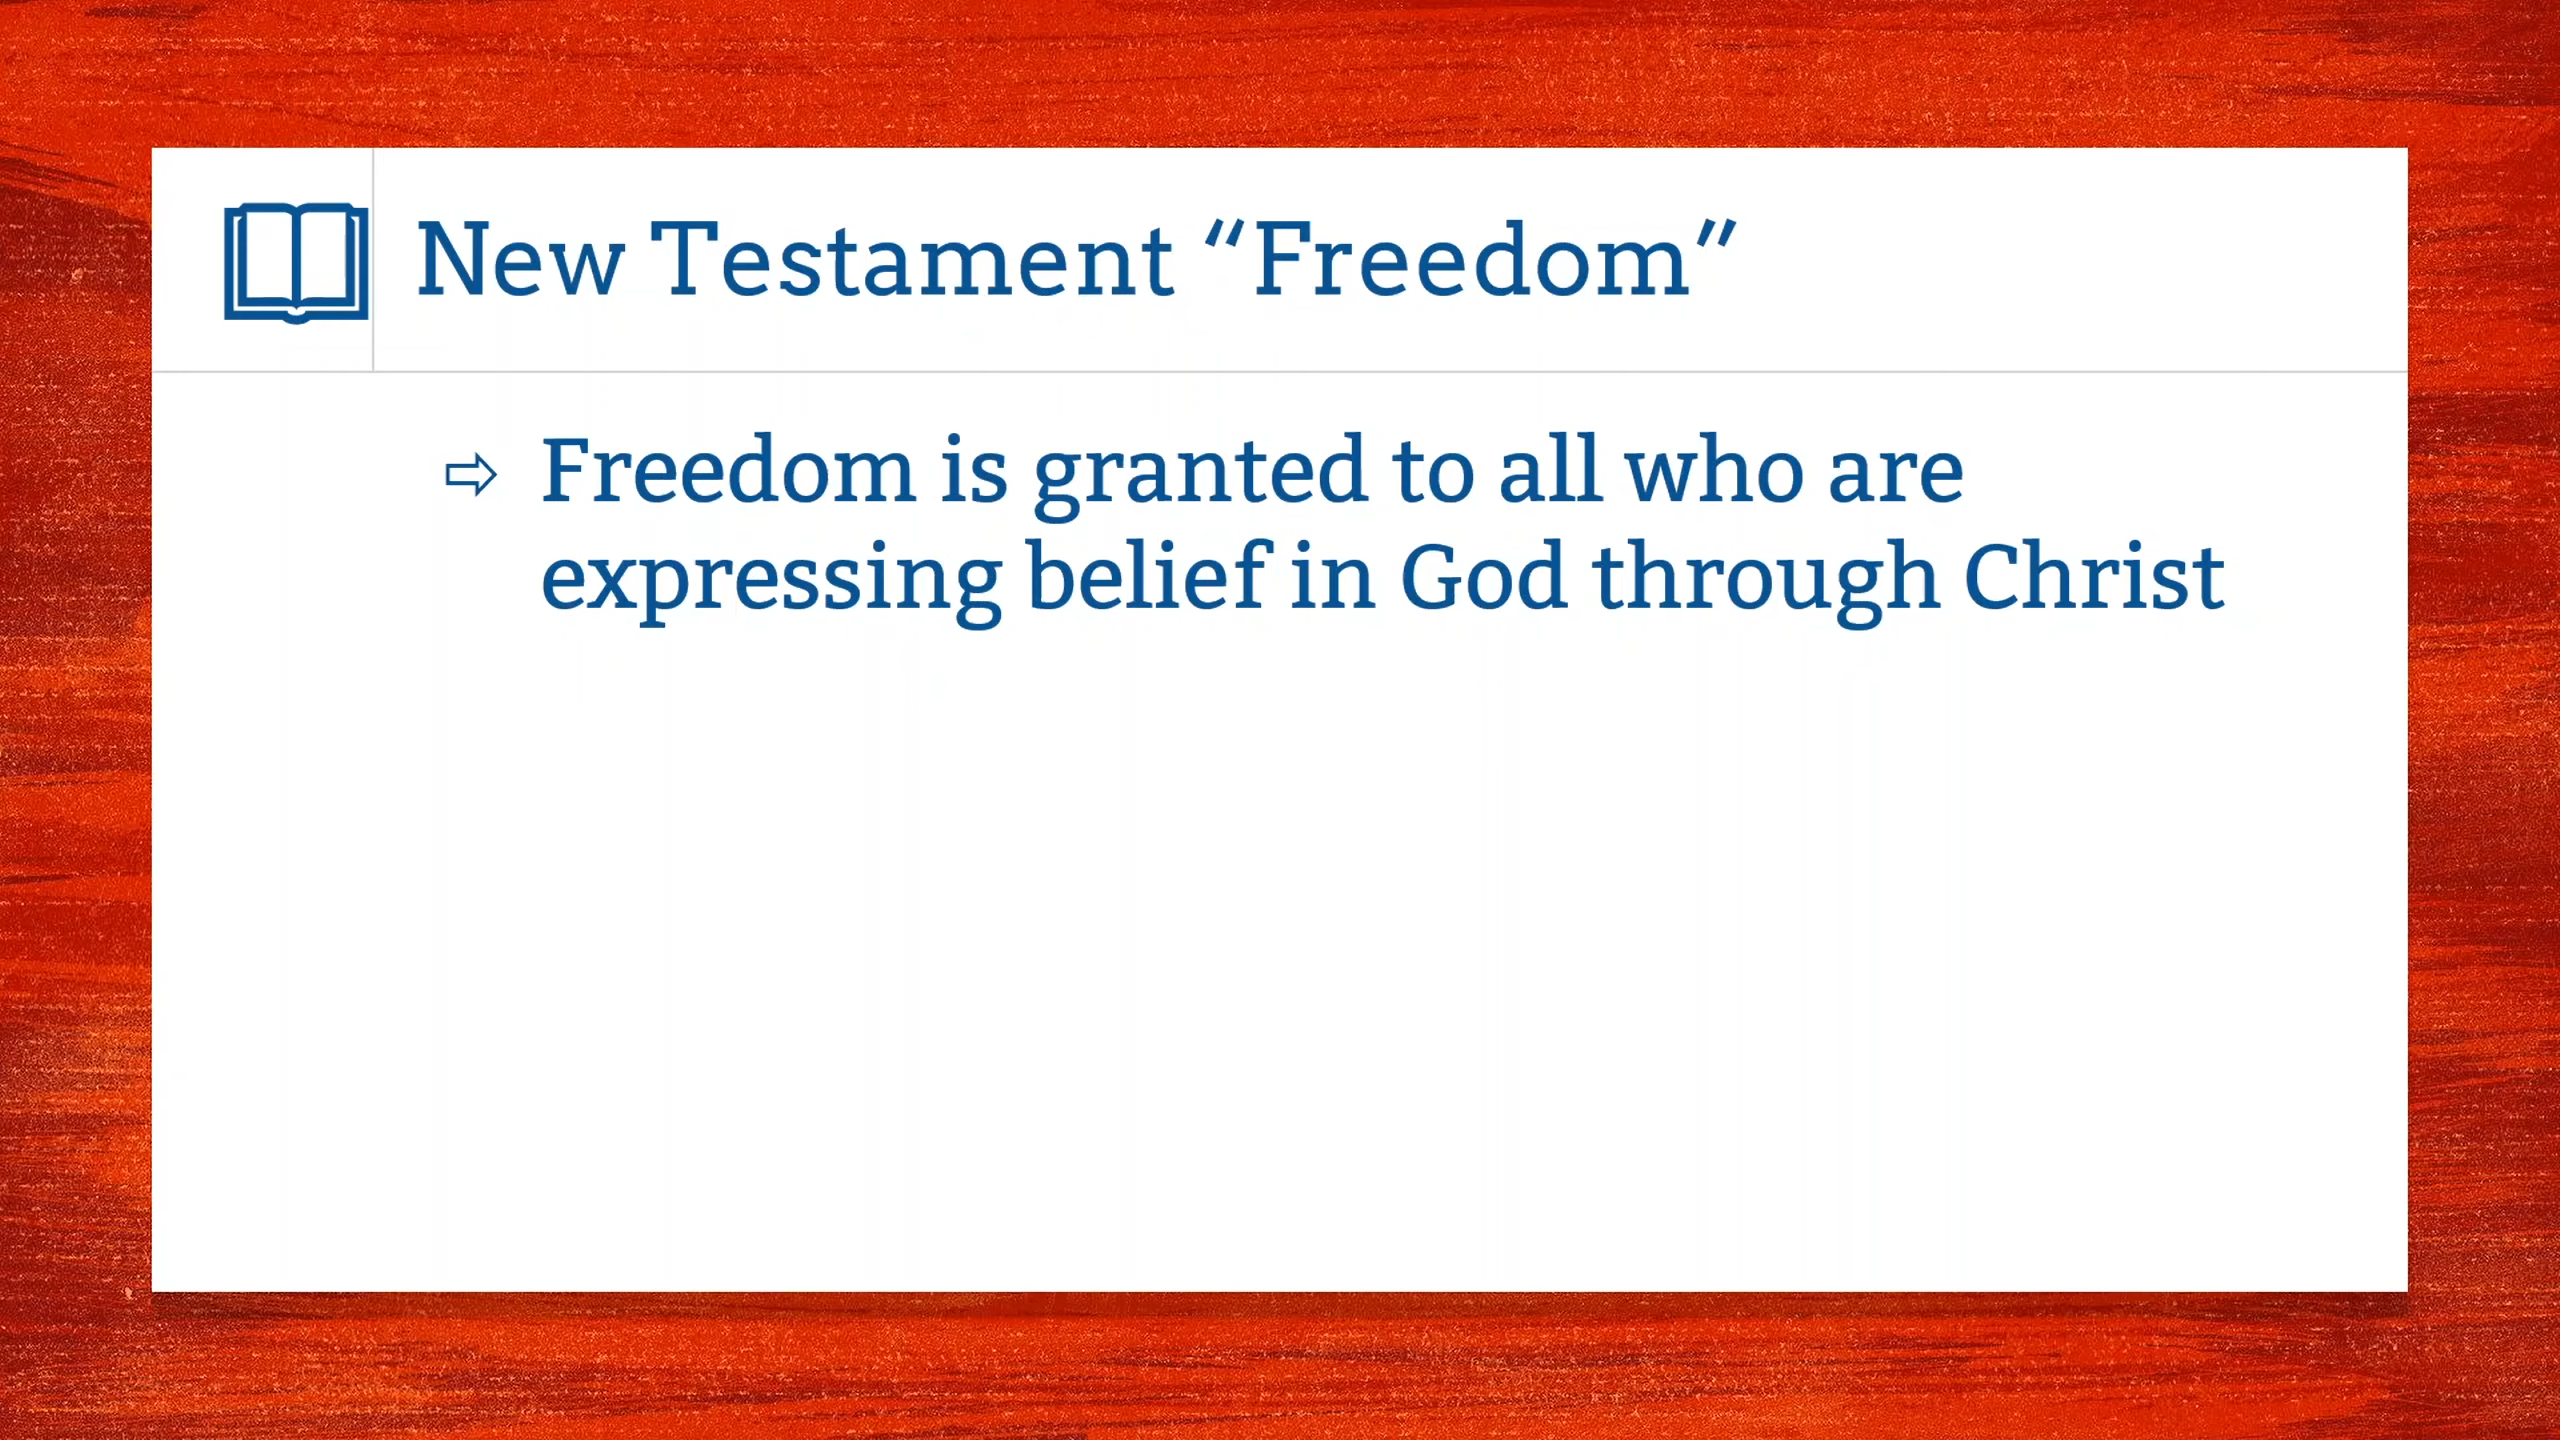 New Testament “Freedom”
⇨ Freedom is granted to all who are
expressing belief in God through Christ